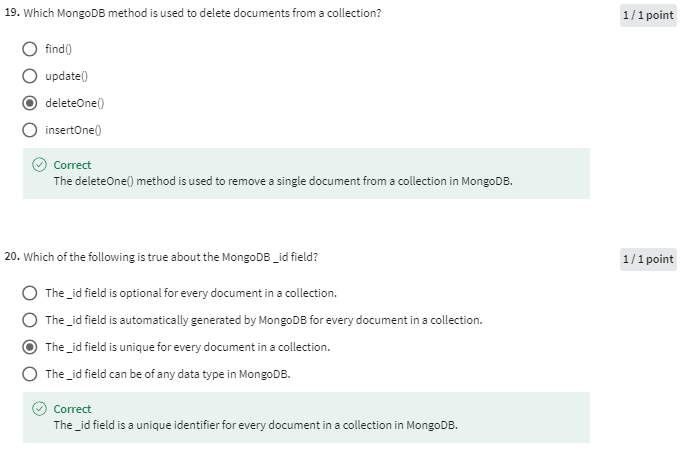 19. Which MongoDB method is used to delete documents from a collection?
1 / 1 point
find()
update()
deleteOne()
insertOne()
Correct
The deleteOne() method is used to remove a single document from a collection in MongoDB.
20. Which of the following is true about the MongoDB _id field?
1 / 1 point
The _id field is optional for every document in a collection.
The _id field is automatically generated by MongoDB for every document in a collection.
The _id field is unique for every document in a collection.
The _id field can be of any data type in MongoDB.
Correct
The _id field is a unique identifier for every document in a collection in MongoDB.